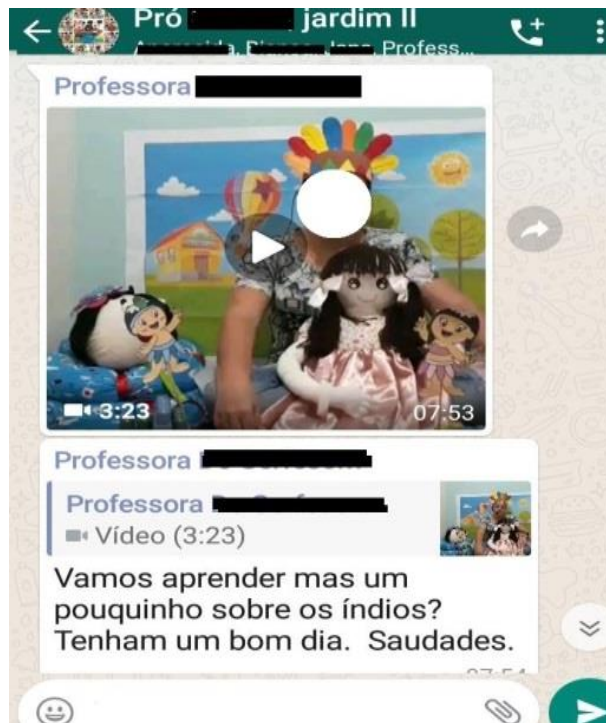 Pró jardim II
Profess...
Professora
3:23
07:53
Professora
Professora
Vídeo (3:23)
Vamos aprender mas um
pouquinho sobre os índios?
Tenham um bom dia. Saudades.